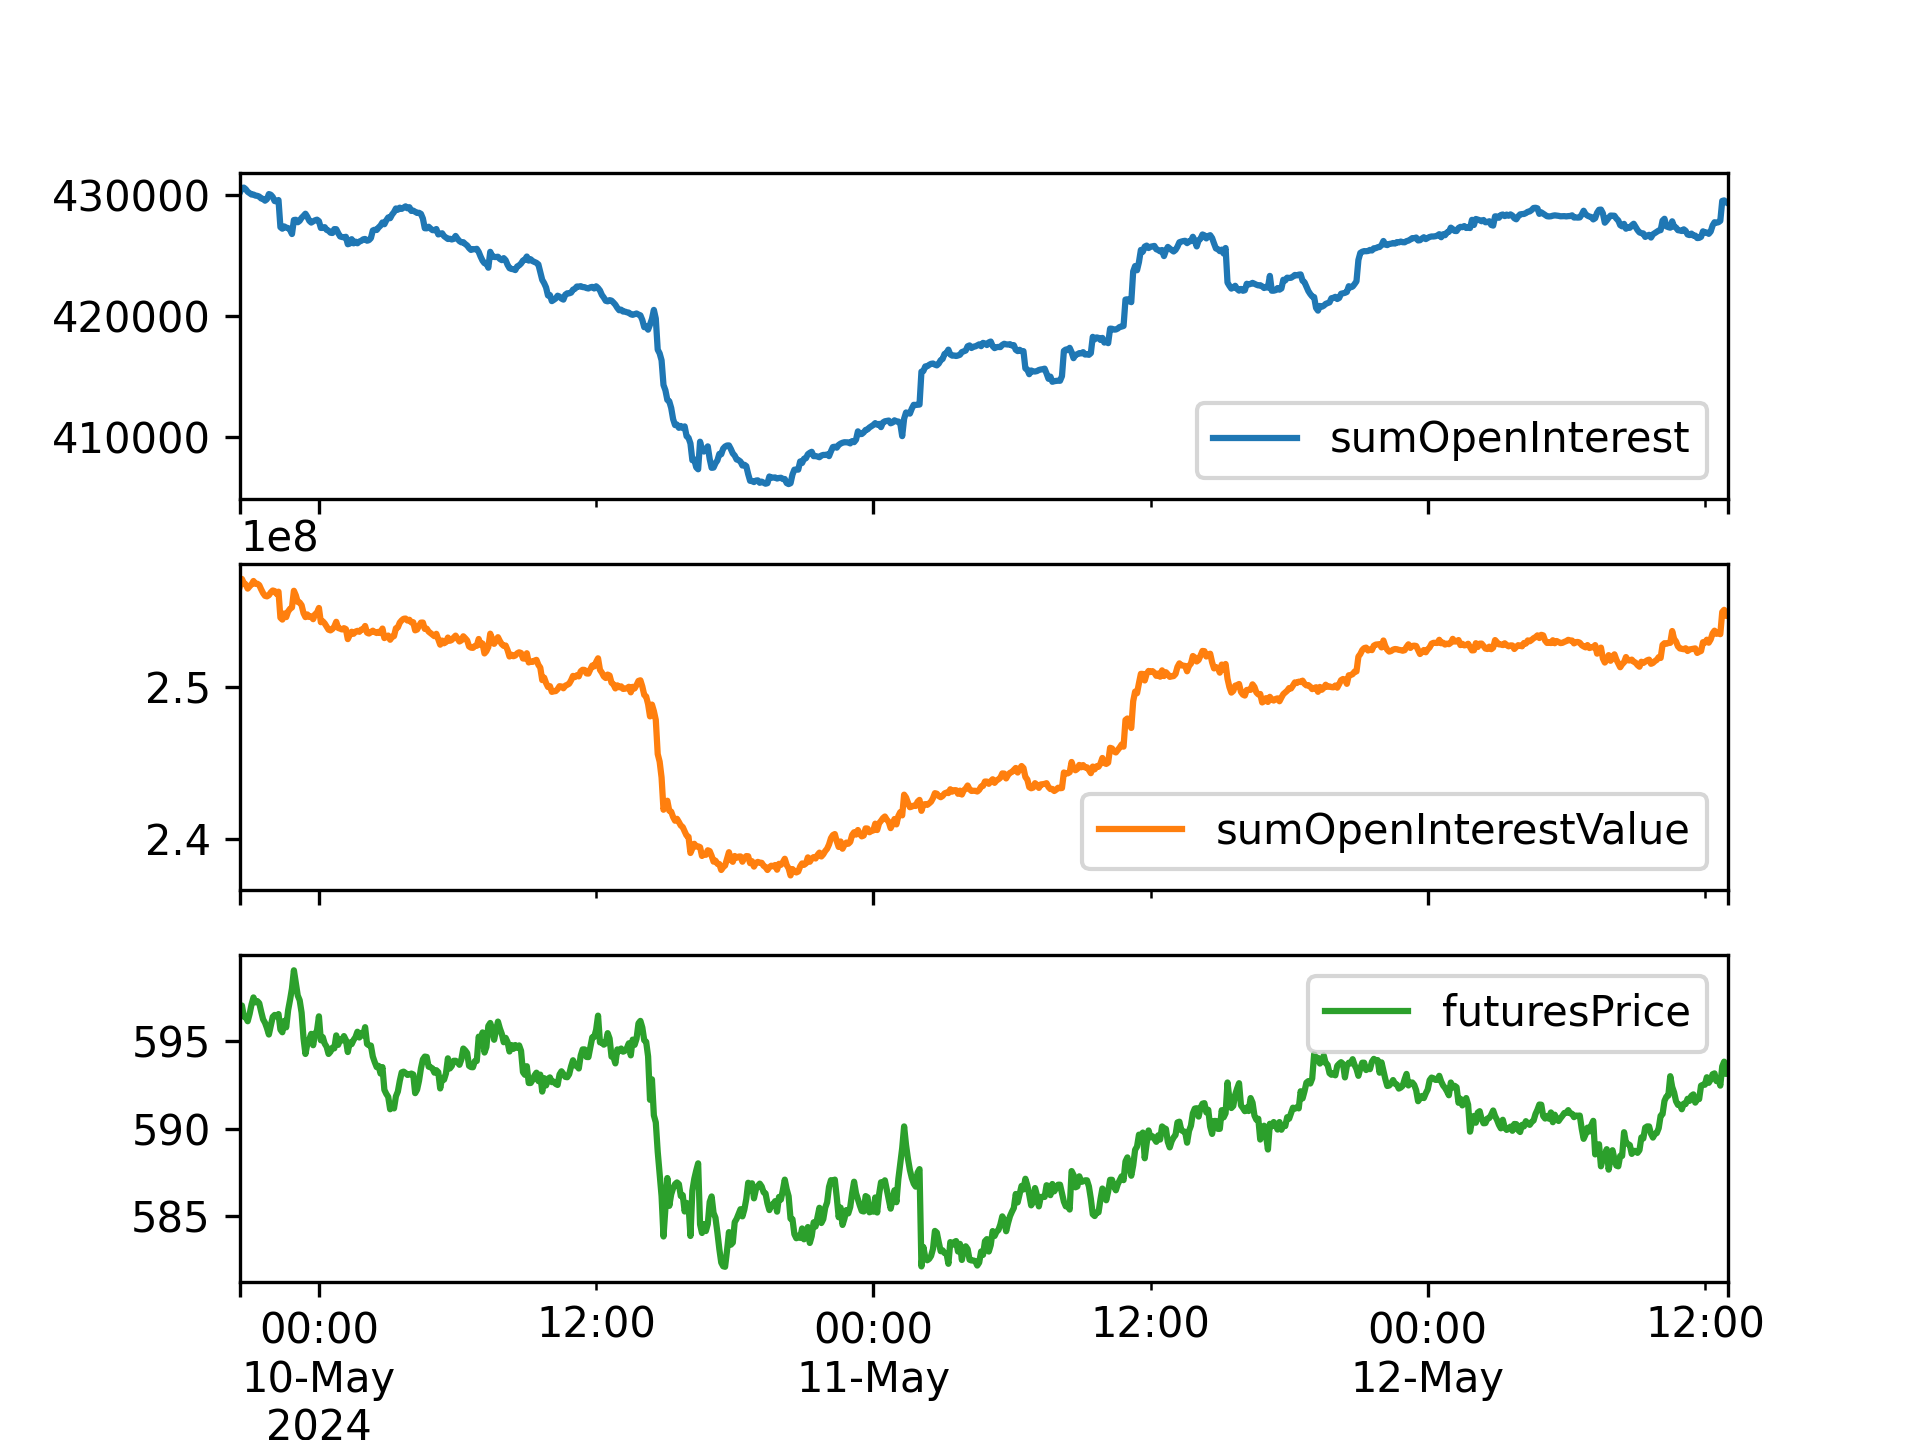 430000
420000
410000
sumOpenInterest
1e8
2.5
2.4
sumOpenInterestValue
595
590
585
futuresPrice
00:00 12:00 00:00 12:00 00:00 12:00
10-May 11-May 12-May
2024